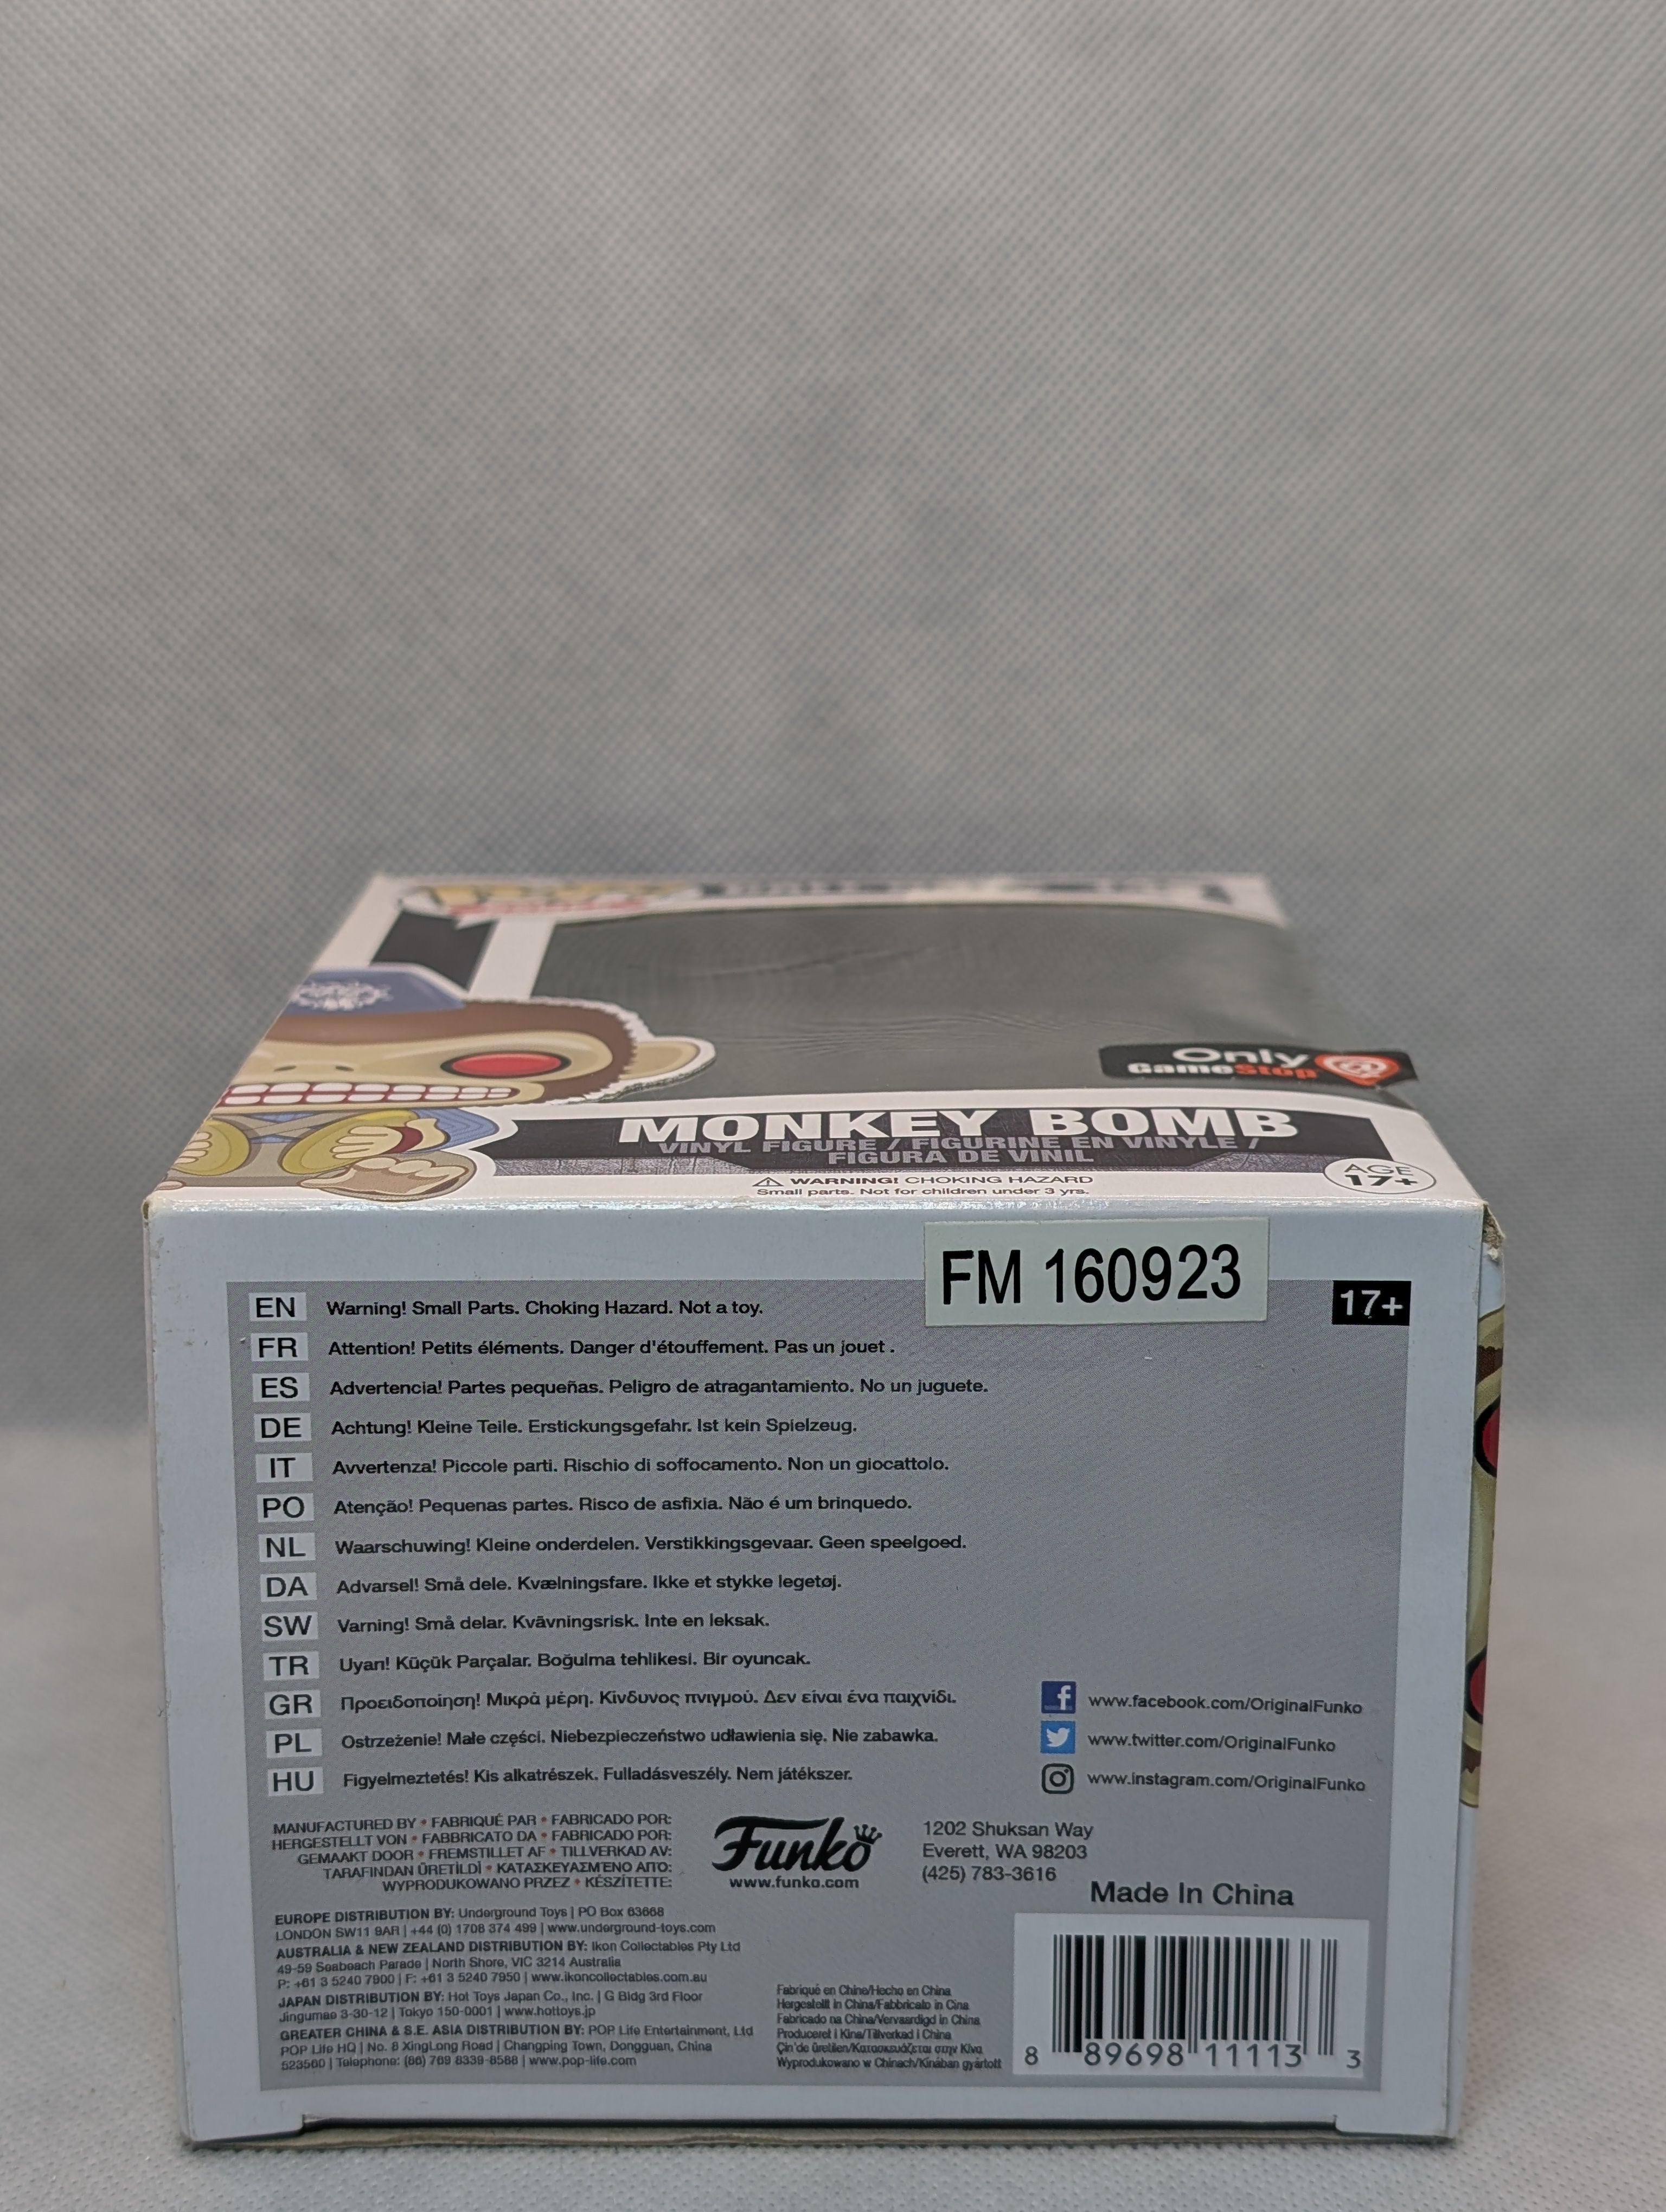 Only
GameStop
MONKEY BOMB
VINYL FIGURE / FIGURINE EN VINYLE /
FIGURA DE VINIL
WARNING! CHOKING HAZARD
Small parts. Not for children under 3 yrs.
AGE
17+
FM 160923
17+
EN Warning! Small Parts. Choking Hazard. Not a toy.
FR Attention! Petits éléments. Danger d'étouffement. Pas un jouet .
ES Advertencia! Partes pequeñas. Peligro de atragantamiento. No un juguete.
DE Achtung! Kleine Teile. Erstickungsgefahr. Ist kein Spielzeug.
IT Avvertenza! Piccole parti. Rischio di soffocamento. Non un giocattolo.
PO Atenção! Pequenas partes. Risco de asfixia. Não é um brinquedo.
NL Waarschuwing! Kleine onderdelen. Verstikkingsgevaar. Geen speelgoed.
DA Advarsel! Små dele. Kvælningsfare. Ikke et stykke legetøj.
SW Varning! Små delar. Kvävningsrisk. Inte en leksak.
TR Uyan! Küçük Parçalar. Boğulma tehlikesi. Bir oyuncak.
GR Προειδοποίηση! Μικρά μέρη. Κίνδυνος πνιγμού. Δεν είναι ένα παιχνίδι.
PL Ostrzeżenie! Małe części. Niebezpieczeństwo udławienia się. Nie zabawka.
HU Figyelmeztetés! Kis alkatrészek. Fulladásveszély. Nem játékszer.
www.facebook.com/OriginalFunko
www.twitter.com/OriginalFunko
www.instagram.com/OriginalFunko
MANUFACTURED BY • FABRIQUÉ PAR • FABRICADO POR:
HERGESTELLT VON • FABBRICATO DA • FABRICADO POR:
GEMAAKT DOOR • FREMSTILLET AF • TILLVERKAD AV:
TARAFINDAN ÜRETİLDİ • ΚΑΤΑΣΚΕΥΑΣΜΈΝΟ ΑΠΌ:
WYPRODUKOWANO PRZEZ • KÉSZÍTETTE:
Funko
www.funko.com
1202 Shuksan Way
Everett, WA 98203
(425) 783-3616
Made In China
EUROPE DISTRIBUTION BY: Underground Toys | PO Box 63668
LONDON SW11 9AR | +44 (0) 1708 374 499 | www.underground-toys.com
AUSTRALIA & NEW ZEALAND DISTRIBUTION BY: Ikon Collectables Pty Ltd
49-59 Seabeach Parade | North Shore, VIC 3214 Australia
P: +61 3 5240 7900 | F: +61 3 5240 7950 | www.ikoncollectables.com.au
JAPAN DISTRIBUTION BY: Hot Toys Japan Co., Inc. | G Bldg 3rd Floor
Jingumae 3-30-12 | Tokyo 150-0001 | www.hottoys.jp
GREATER CHINA & S.E. ASIA DISTRIBUTION BY: POP Life Entertainment, Ltd
POP Life HQ | No. 6 XingLong Road | Changping Town, Dongguan, China
523560 | Telephone: (86) 769 8339-8588 | www.pop-life.com
Fabriqué en Chine/Hecho en China
Hergestellt in China/Fabbricato in Cina
Fabricado na China/Vervaardigd in China
Produceret i Kina/Tillverkad i China
Çin'de üretilen/Κατασκευάζεται στην Κίνα
Wyprodukowano w Chinach/Kínában gyártott
8 89698 11113 3